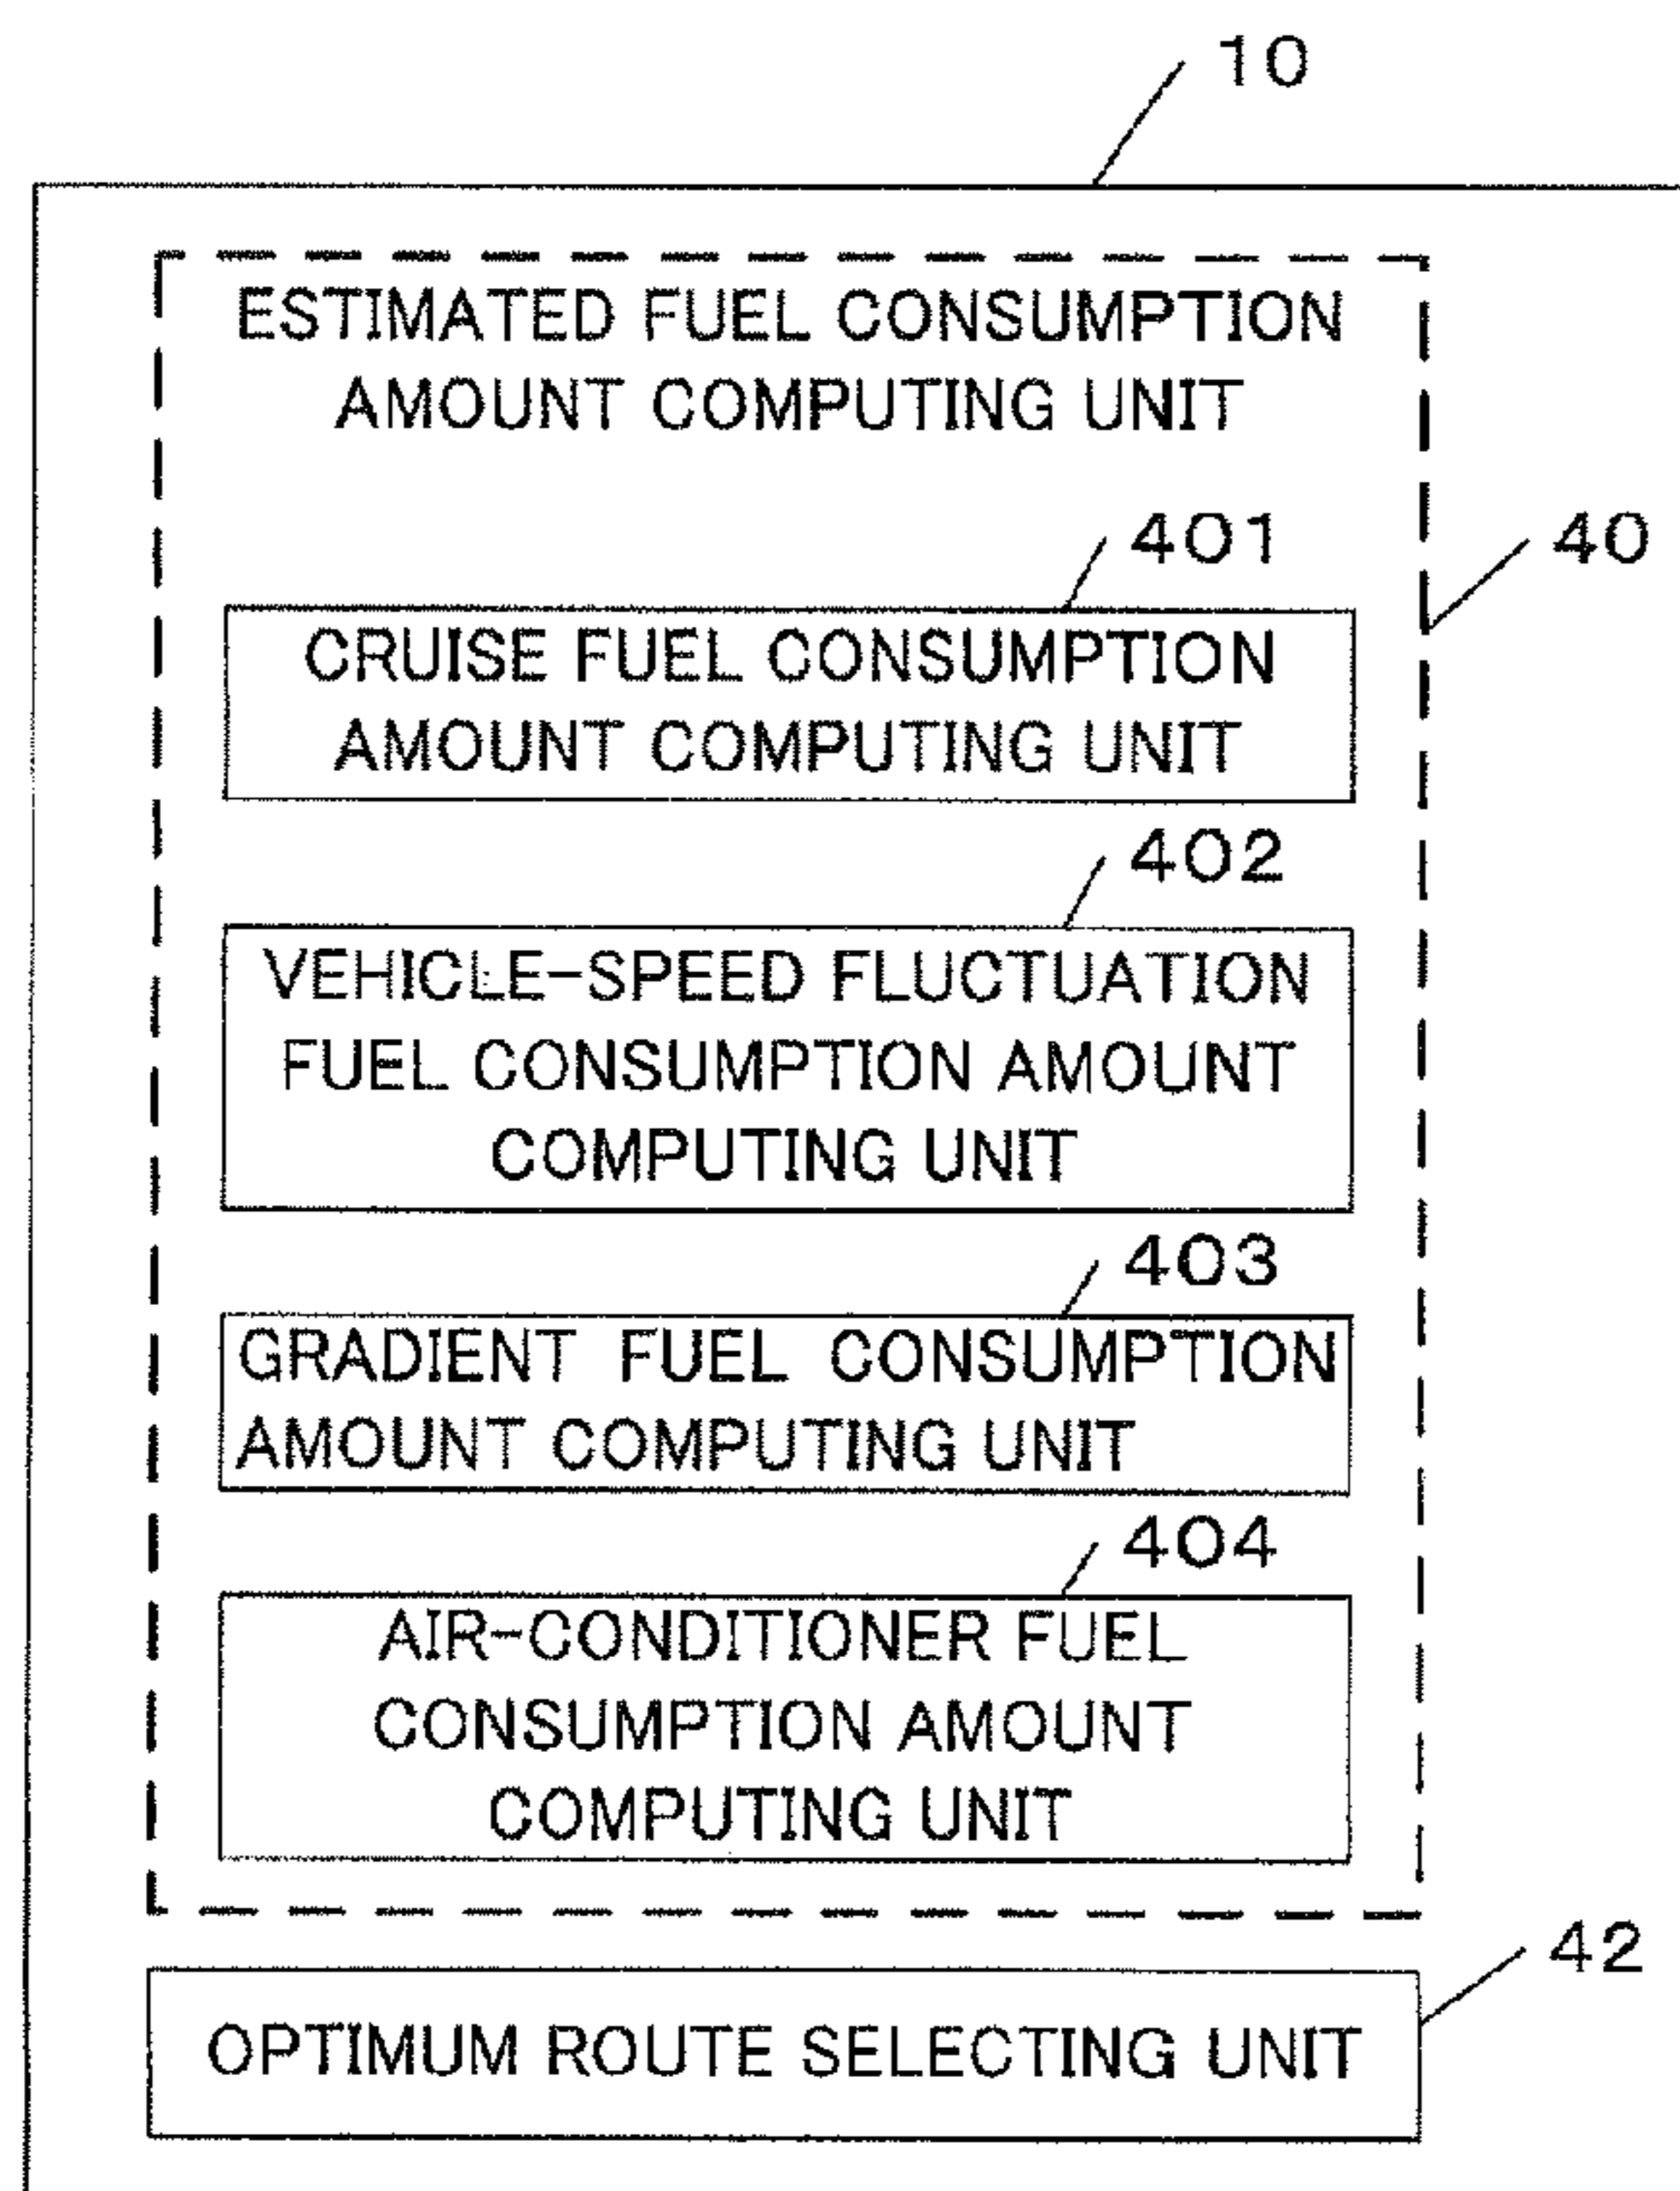 10
ESTIMATED FUEL CONSUMPTION
AMOUNT COMPUTING UNIT
401
40
CRUISE FUEL CONSUMPTION
AMOUNT COMPUTING UNIT
402
VEHICLE-SPEED FLUCTUATION
FUEL CONSUMPTION AMOUNT
COMPUTING UNIT
403
GRADIENT FUEL CONSUMPTION
AMOUNT COMPUTING UNIT
404
AIR-CONDITIONER FUEL
CONSUMPTION AMOUNT
COMPUTING UNIT
42
OPTIMUM ROUTE SELECTING UNIT